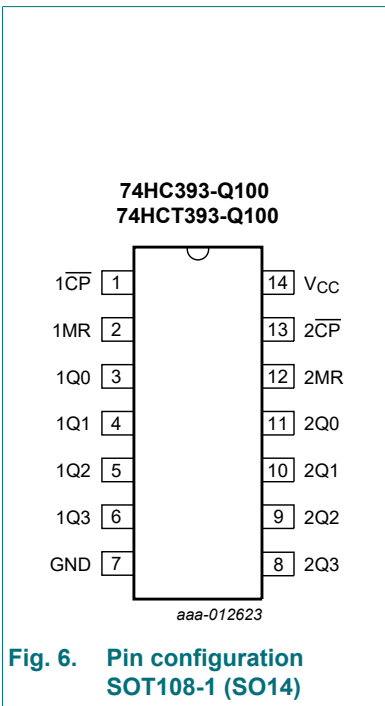 74HC393-Q100
74HCT393-Q100
1C̅P̅ 1 14 VCC
1MR 2 13 2C̅P̅
1Q0 3 12 2MR
1Q1 4 11 2Q0
1Q2 5 10 2Q1
1Q3 6 9 2Q2
GND 7 8 2Q3
aaa-012623
Fig. 6. Pin configuration
SOT108-1 (SO14)